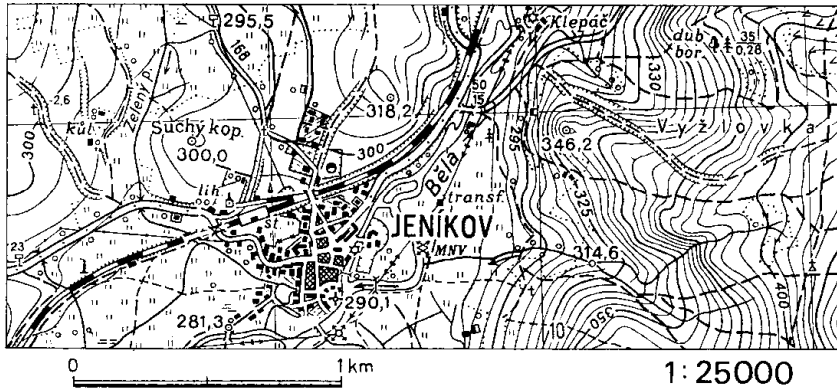 295,5
Klepáč
168
dub
bor
35
0,28
330
50
15
2,6
Zelený p.
318,2
kůl.
Suchý kop.
300,0
300
300
295
346,2
Vyžlovka
Bělá
lih.
transf.
325
st.
JENÍKOV
MNV
314,6
23
290,1
281,3
10
350
400
0
1 km
1:25000